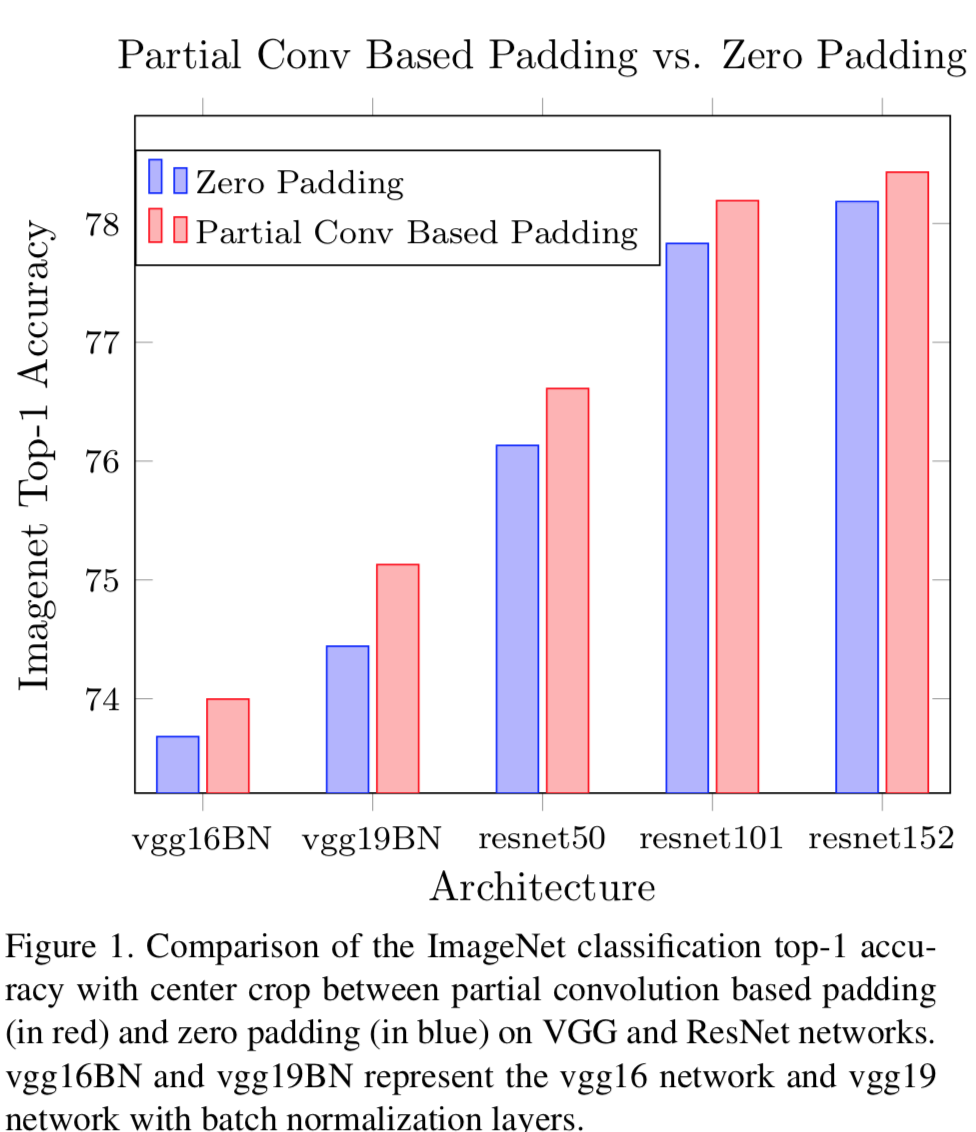 Partial Conv Based Padding vs. Zero Padding
Zero Padding
Partial Conv Based Padding
78
77
76
75
74
Imagenet Top-1 Accuracy
vgg16BN vgg19BN resnet50 resnet101 resnet152
Architecture
Figure 1. Comparison of the ImageNet classification top-1 accu-
racy with center crop between partial convolution based padding
(in red) and zero padding (in blue) on VGG and ResNet networks.
vgg16BN and vgg19BN represent the vgg16 network and vgg19
network with batch normalization layers.